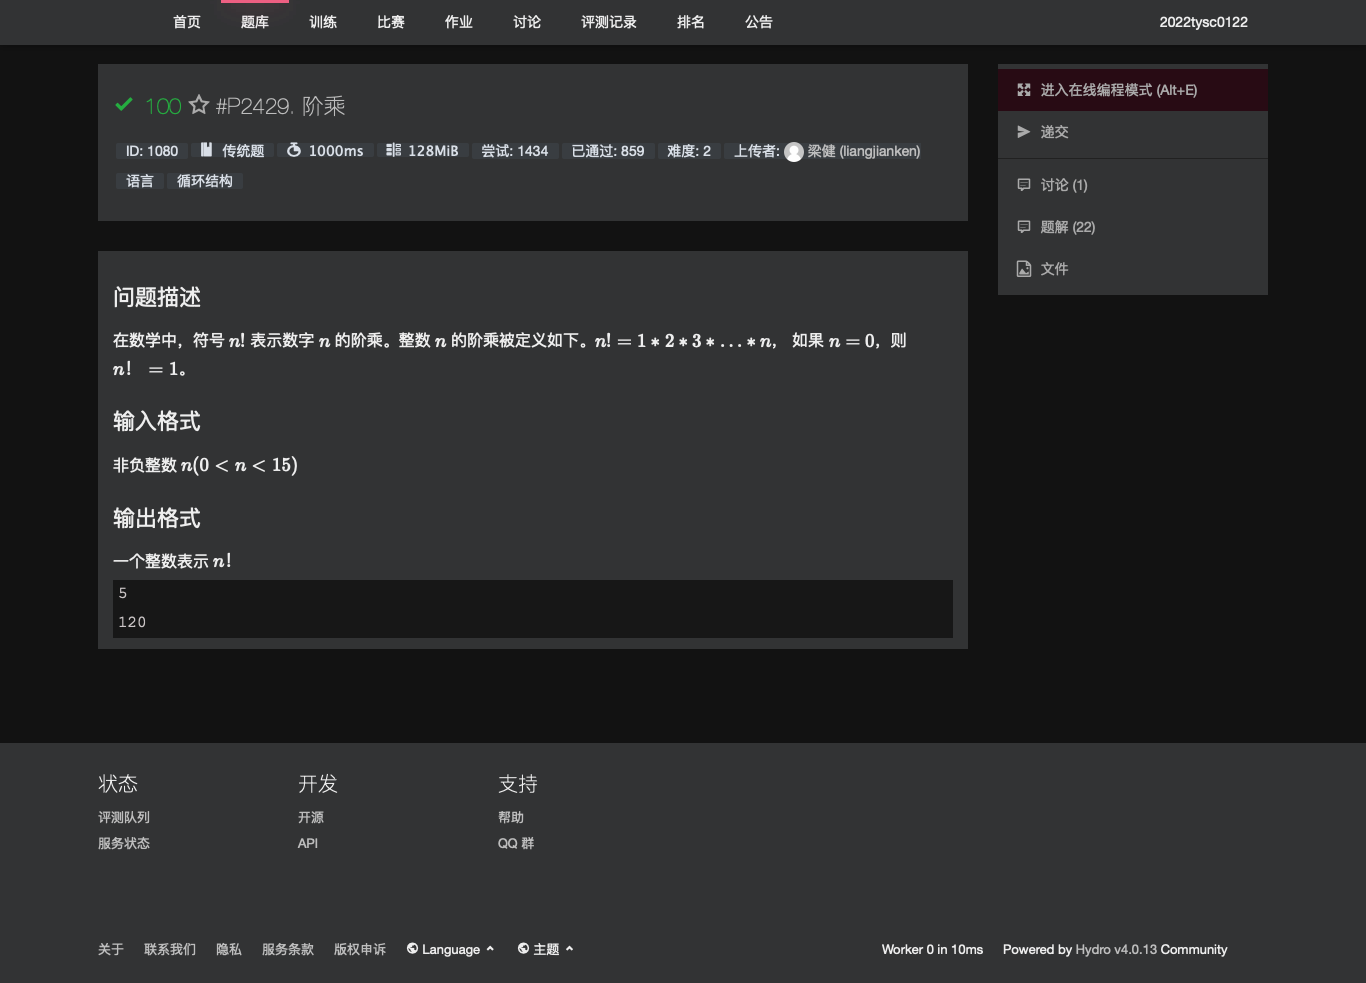 首页 题库 训练 比赛 作业 讨论 评测记录 排名 公告 2022tysc0122
100 #P2429. 阶乘
ID: 1080 传统题 1000ms 128MiB 尝试: 1434 已通过: 859 难度: 2 上传者: 梁健 (liangjianken)
语言 循环结构
进入在线编程模式 (Alt+E)
递交
讨论 (1)
题解 (22)
文件
问题描述
在数学中，符号 n! 表示数字 n 的阶乘。整数 n 的阶乘被定义如下。n! = 1 * 2 * 3 * ... * n， 如果 n = 0，则
n! = 1。
输入格式
非负整数 n(0 < n < 15)
输出格式
一个整数表示 n!
5
120
状态 开发 支持
评测队列 开源 帮助
服务状态 API QQ 群
关于 联系我们 隐私 服务条款 版权申诉 Language 主题 Worker 0 in 10ms Powered by Hydro v4.0.13 Community